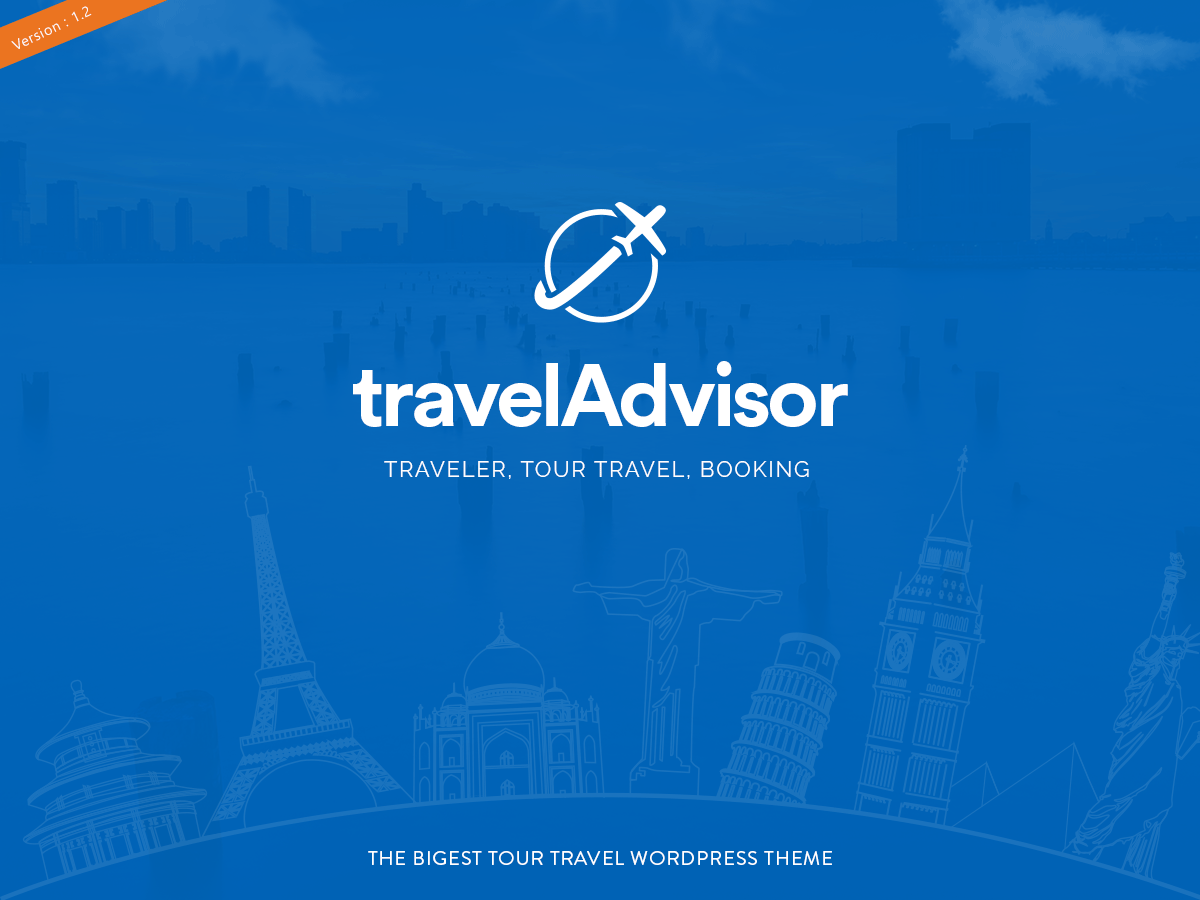 Version : 1.2
travelAdvisor
TRAVELER, TOUR TRAVEL, BOOKING
THE BIGEST TOUR TRAVEL WORDPRESS THEME